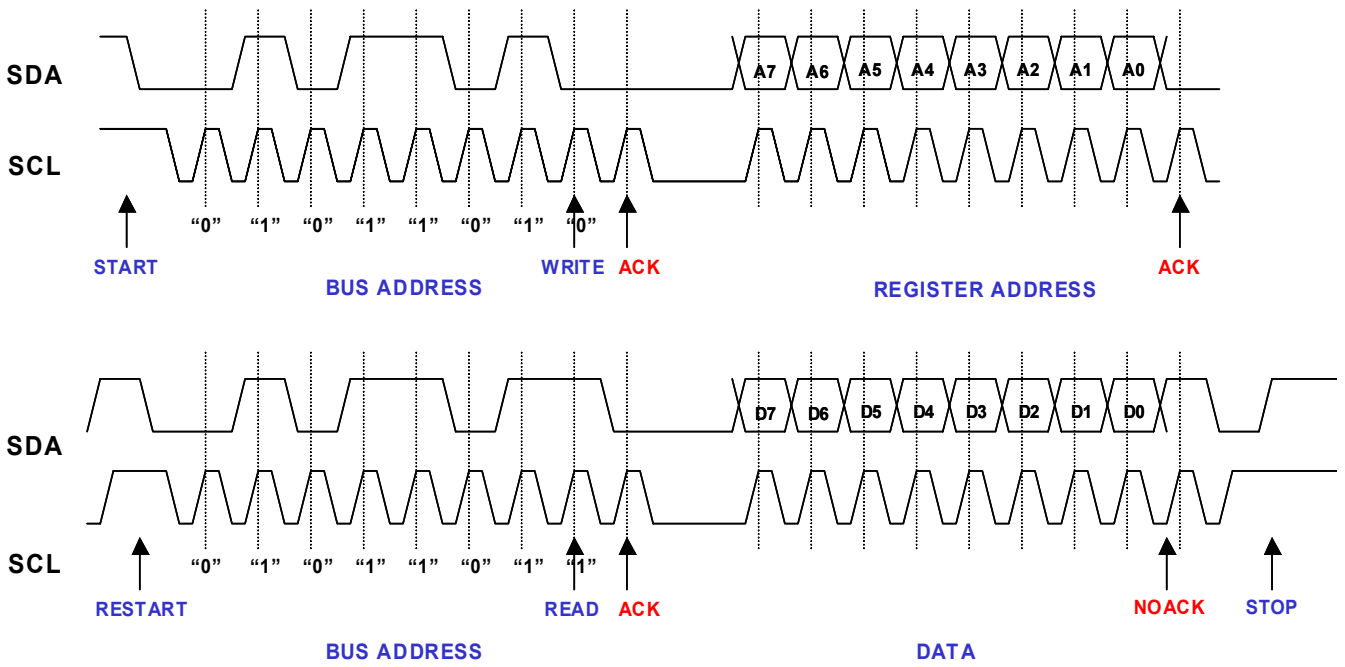 SDA A7 A6 A5 A4 A3 A2 A1 A0
SCL
“0” “1” “0” “1” “1” “0” “1” “0”
START WRITE ACK ACK
BUS ADDRESS REGISTER ADDRESS
D7 D6 D5 D4 D3 D2 D1 D0
SDA
SCL “0” “1” “0” “1” “1” “0” “1” “1”
RESTART READ ACK NOACK STOP
BUS ADDRESS DATA